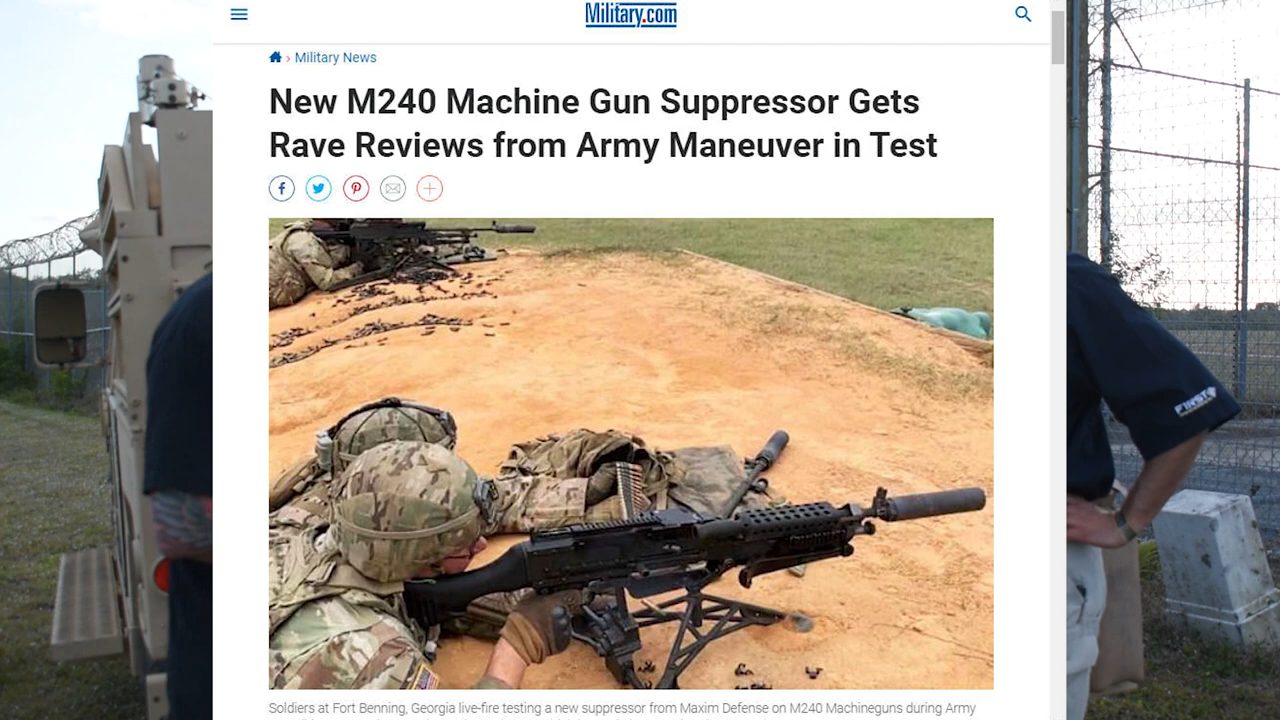 Military.com
Military News
New M240 Machine Gun Suppressor Gets
Rave Reviews from Army Maneuver in Test
Soldiers at Fort Benning, Georgia live-fire testing a new suppressor from Maxim Defense on M240 Machineguns during Army
FIRST